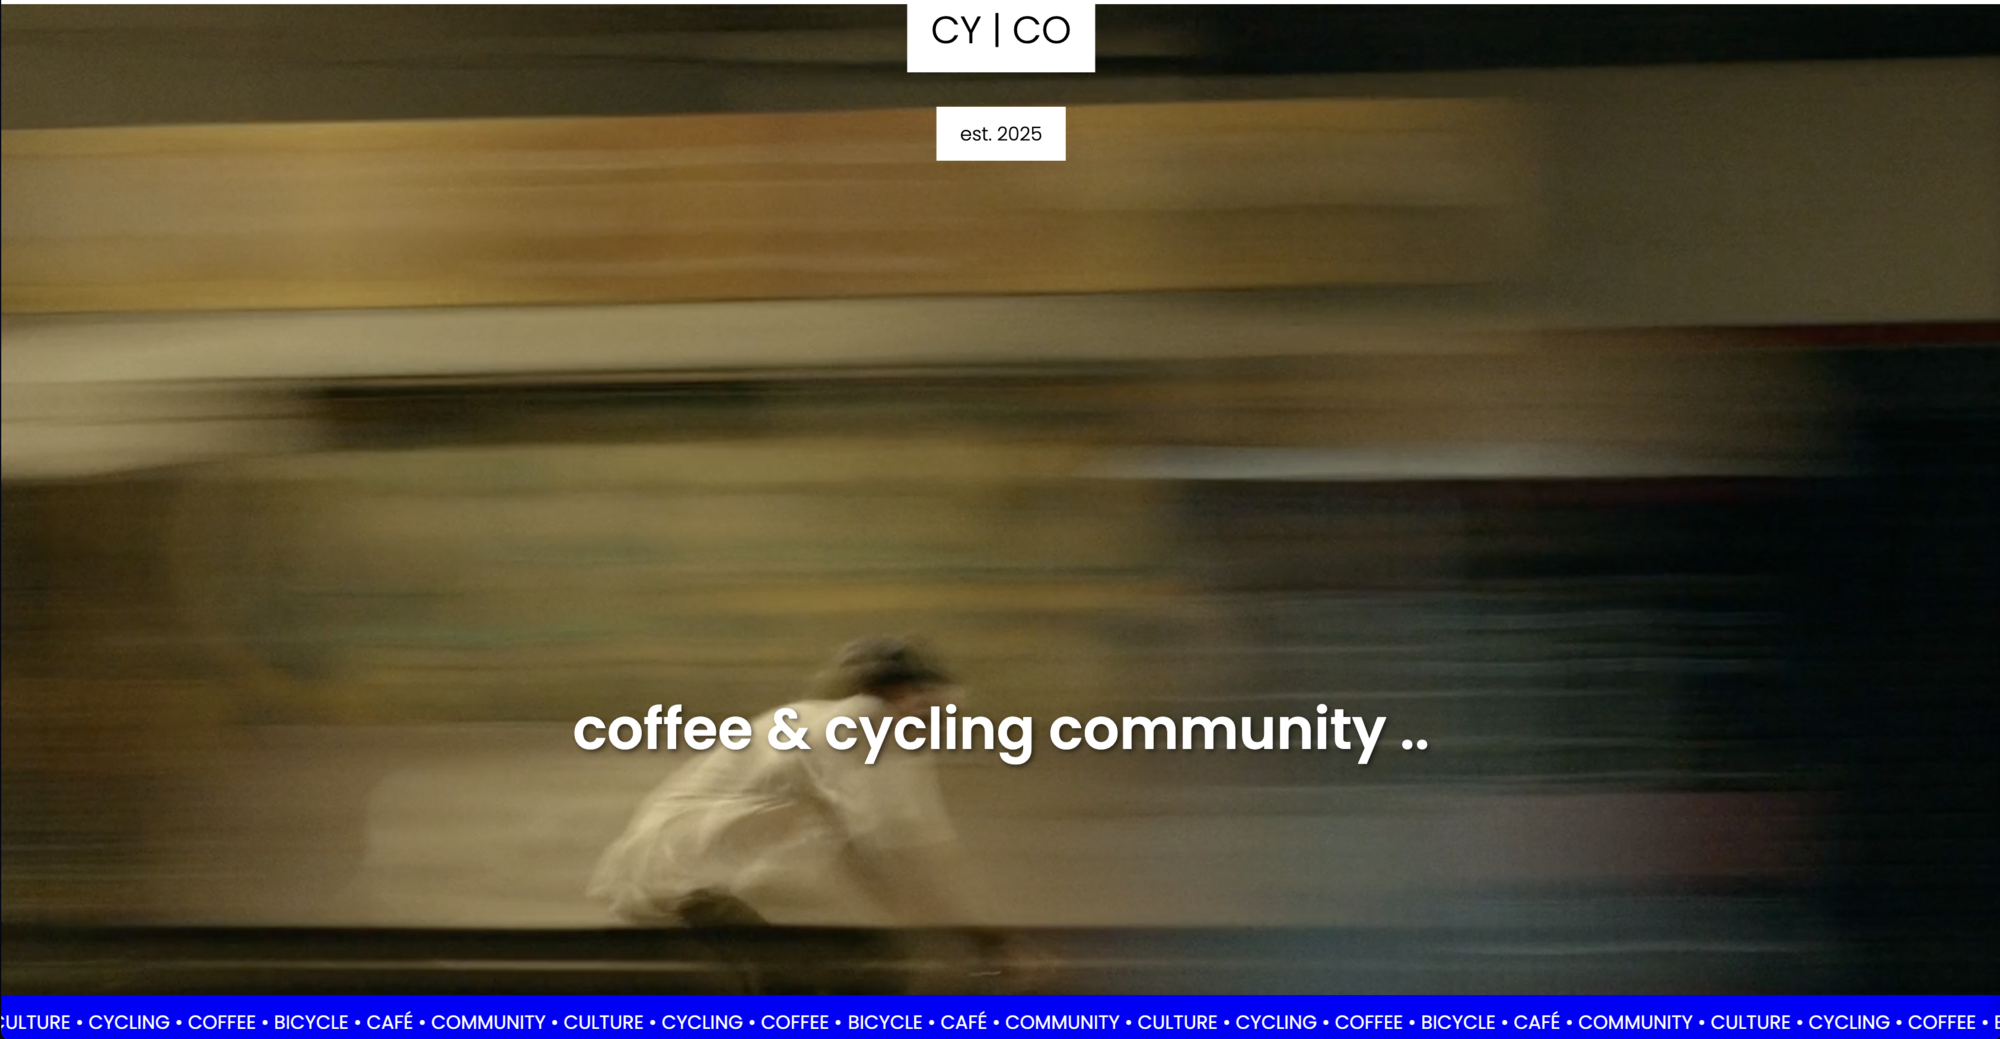 CY | CO
est. 2025
coffee & cycling community ..
CULTURE • CYCLING • COFFEE • BICYCLE • CAFÉ • COMMUNITY • CULTURE • CYCLING • COFFEE • BICYCLE • CAFÉ • COMMUNITY • CULTURE • CYCLING • COFFEE • BICYCLE • CAFÉ • COMMUNITY • CULTURE • CYCLING • COFFEE •